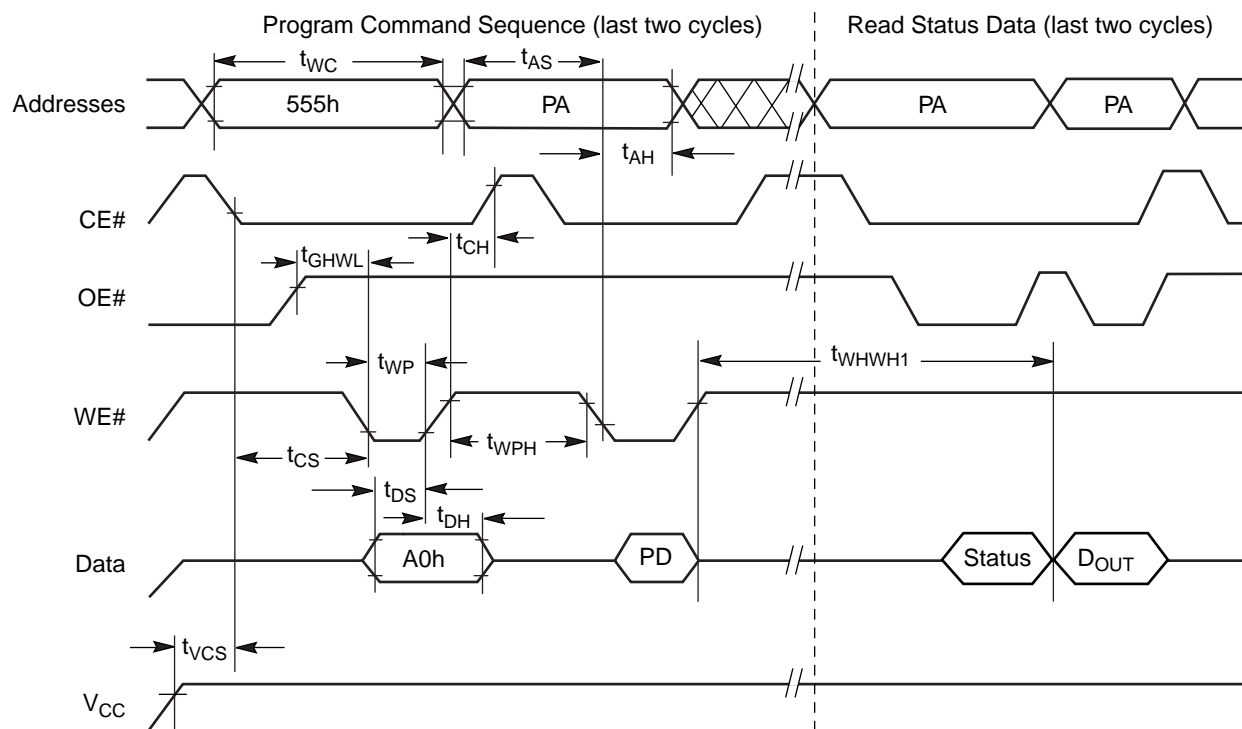 Program Command Sequence (last two cycles) Read Status Data (last two cycles)
tWC tAS
Addresses 555h PA PA PA
tAH
CE#
tCH
tGHWL
OE#
tWP tWHWH1
WE#
tWPH
tCS
tDS
tDH
Data A0h PD Status DOUT
tVCS
VCC